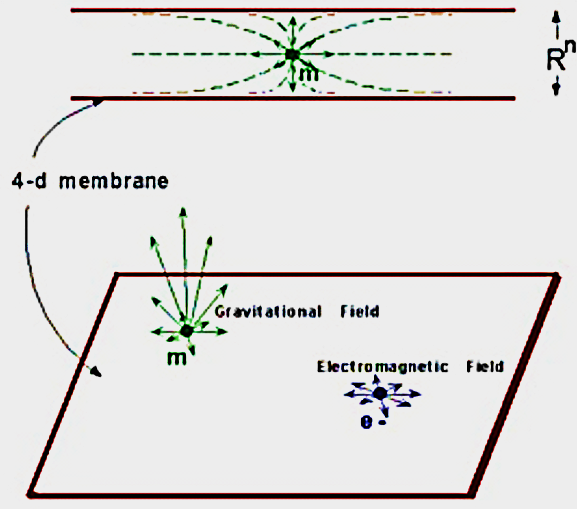 m
R^n
4-d membrane
Gravitational Field
m
Electromagnetic Field
e -